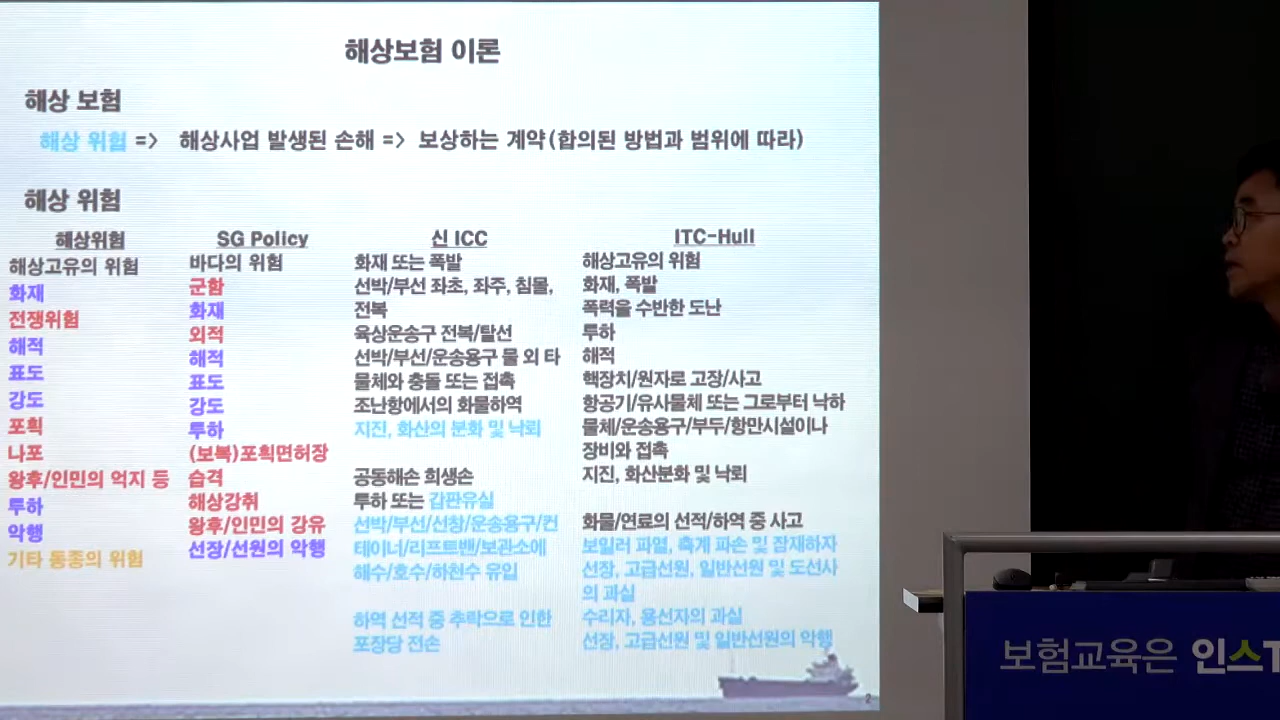 해상보험 이론
해상 보험
해상 위험 => 해상사업 발생된 손해 => 보상하는 계약(합의된 방법과 범위에 따라)
해상 위험
해상위험
해상고유의 위험
화재
전쟁위험
해적
표도
강도
포획
나포
왕후/인민의 억지 등
투하
악행
기타 동종의 위험
SG Policy
바다의 위험
군함
화재
외적
해적
표도
강도
투하
(보복)포획면허장
습격
해상강취
왕후/인민의 강유
선장/선원의 악행
신 ICC
화재 또는 폭발
선박/부선 좌초, 좌주, 침몰,
전복
육상운송구 전복/탈선
선박/부선/운송용구 물 외 타
물체와 충돌 또는 접촉
조난항에서의 화물하역
지진, 화산의 분화 및 낙뢰
공동해손 희생손
투하 또는 갑판유실
선박/부선/선창/운송용구/컨
테이너/리프트밴/보관소에
해수/호수/하천수 유입
하역 선적 중 추락으로 인한
포장당 전손
ITC-Hull
해상고유의 위험
화재, 폭발
폭력을 수반한 도난
투하
해적
핵장치/원자로 고장/사고
항공기/유사물체 또는 그로부터 낙하
물체/운송용구/부두/항만시설이나
장비와 접촉
지진, 화산분화 및 낙뢰
화물/연료의 선적/하역 중 사고
보일러 파열, 축계 파손 및 잠재하자
선장, 고급선원, 일반선원 및 도선사
의 과실
수리자, 용선자의 과실
선장, 고급선원 및 일반선원의 악행
2
보험교육은 인스T